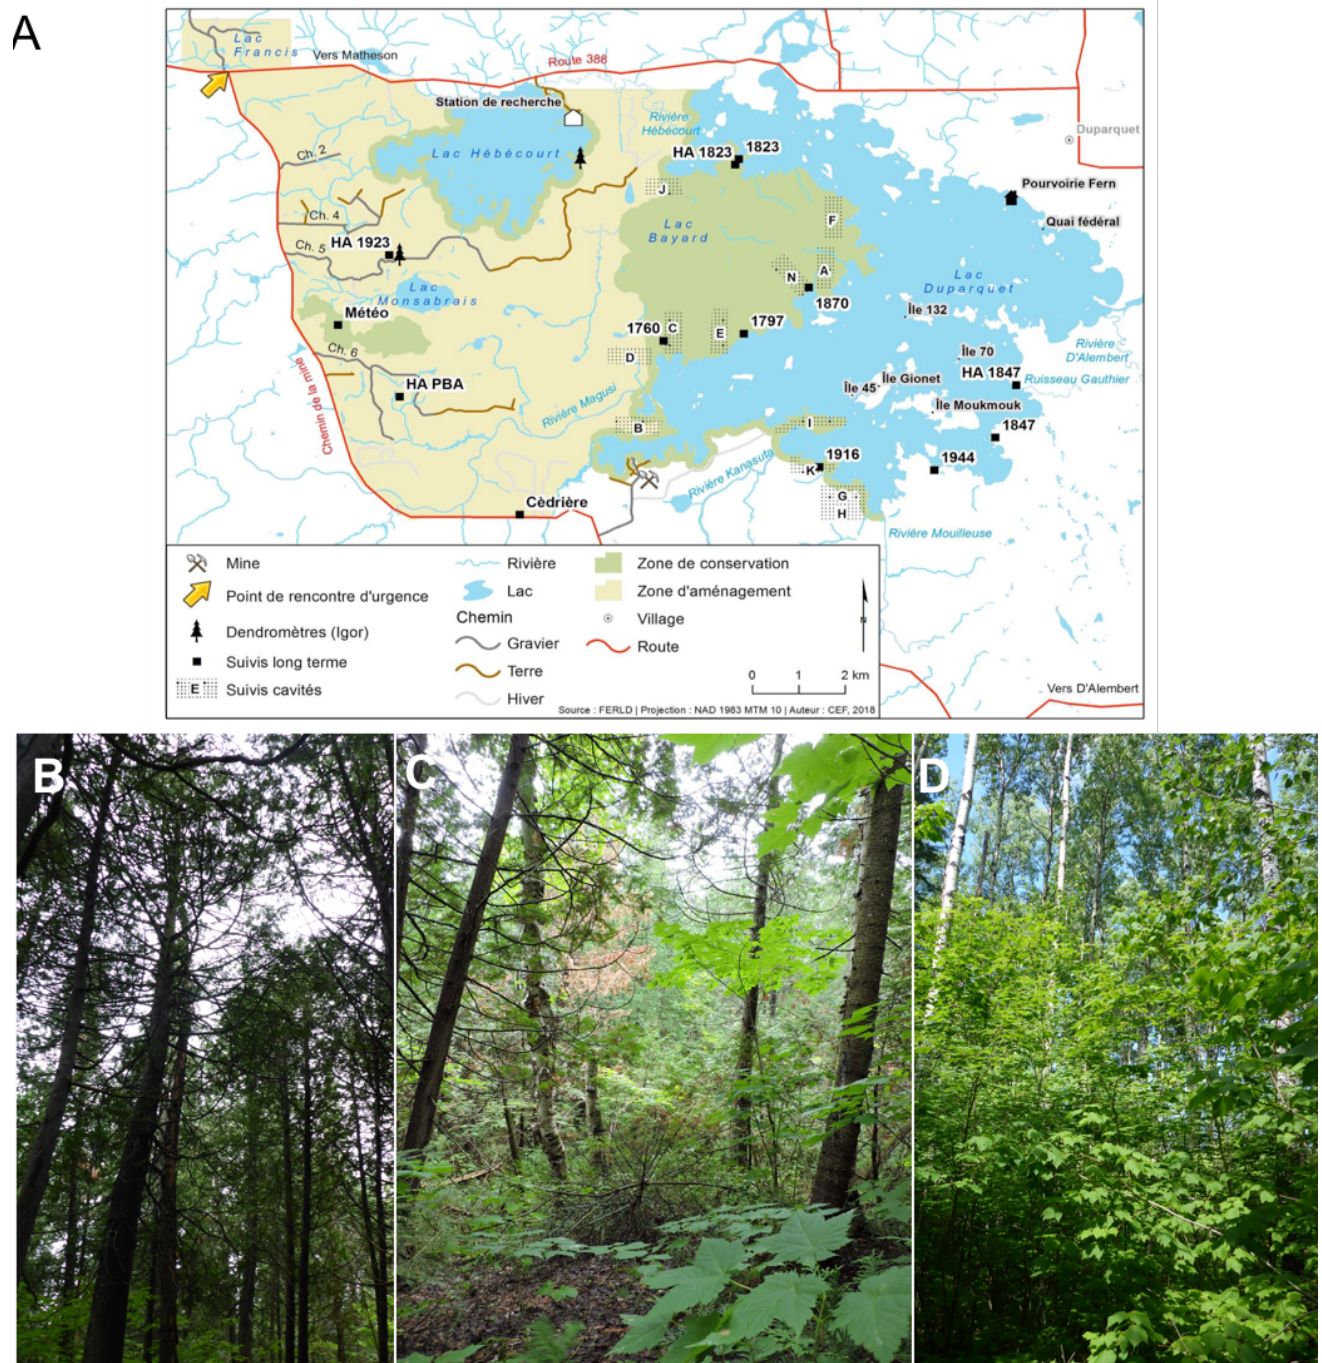 A
Lac
Francis
Vers Matheson
Route 388
Station de recherche
Rivière
Hébécourt
Duparquet
Ch. 2
Lac Hébécourt
HA 1823
1823
J
Pourvoirie Fern
Ch. 4
F
Quai fédéral
HA 1923
Lac
Bayard
Ch. 5
N
A
Lac
Duparquet
Lac
Monsabrais
1870
Météo
Île 132
1760
C
E
1797
Ch. 6
D
Île 70
Rivière
D'Alembert
HA 1847
Ruisseau Gauthier
HA PBA
Île 45
Île Gionet
Île Moukmouk
Chemin de la mine
Rivière Magusi
B
I
1847
1916
1944
K
Rivière Kanasuta
G
H
Cèdrière
Rivière Mouilleuse
Mine
Point de rencontre d'urgence
Dendromètres (Igor)
Suivis long terme
E
Suivis cavités
Rivière
Lac
Chemin
Gravier
Terre
Hiver
Zone de conservation
Zone d'aménagement
Village
Route
N
0 1 2 km
Source : FERLD | Projection : NAD 1983 MTM 10 | Auteur : CEF, 2018
Vers D'Alembert
B
C
D